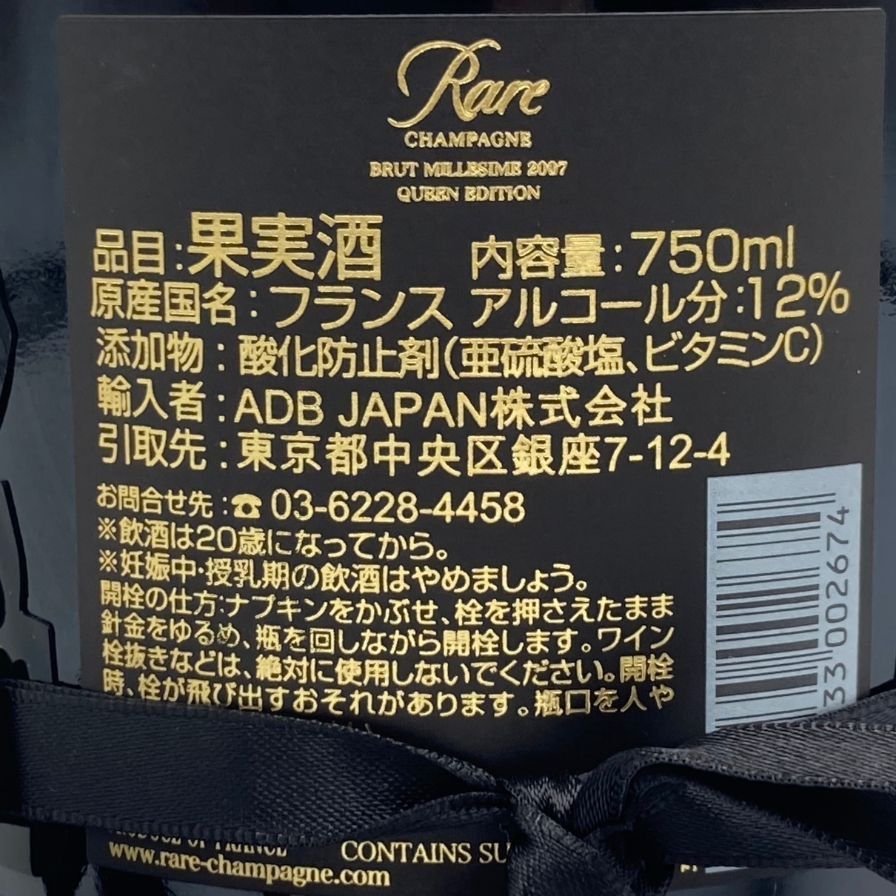 Rare
CHAMPAGNE
BRUT MILLESIME 2007
QUEEN EDITION
品目:果実酒 内容量:750ml
原産国名:フランス アルコール分:12%
添加物:酸化防止剤(亜硫酸塩、ビタミンC)
輸入者:ADB JAPAN株式会社
引取先:東京都中央区銀座7-12-4
お問合せ先:☎03-6228-4458
※飲酒は20歳になってから。
※妊娠中・授乳期の飲酒はやめましょう。
開栓の仕方:ナプキンをかぶせ、栓を押さえたまま
針金をゆるめ、瓶を回しながら開栓します。ワイン
栓抜きなどは、絶対に使用しないでください。開栓
時、栓が飛び出すおそれがあります。瓶口を人や
33 002674
PRODUCE OF FRANCE
www.rare-champagne.com
CONTAINS SU